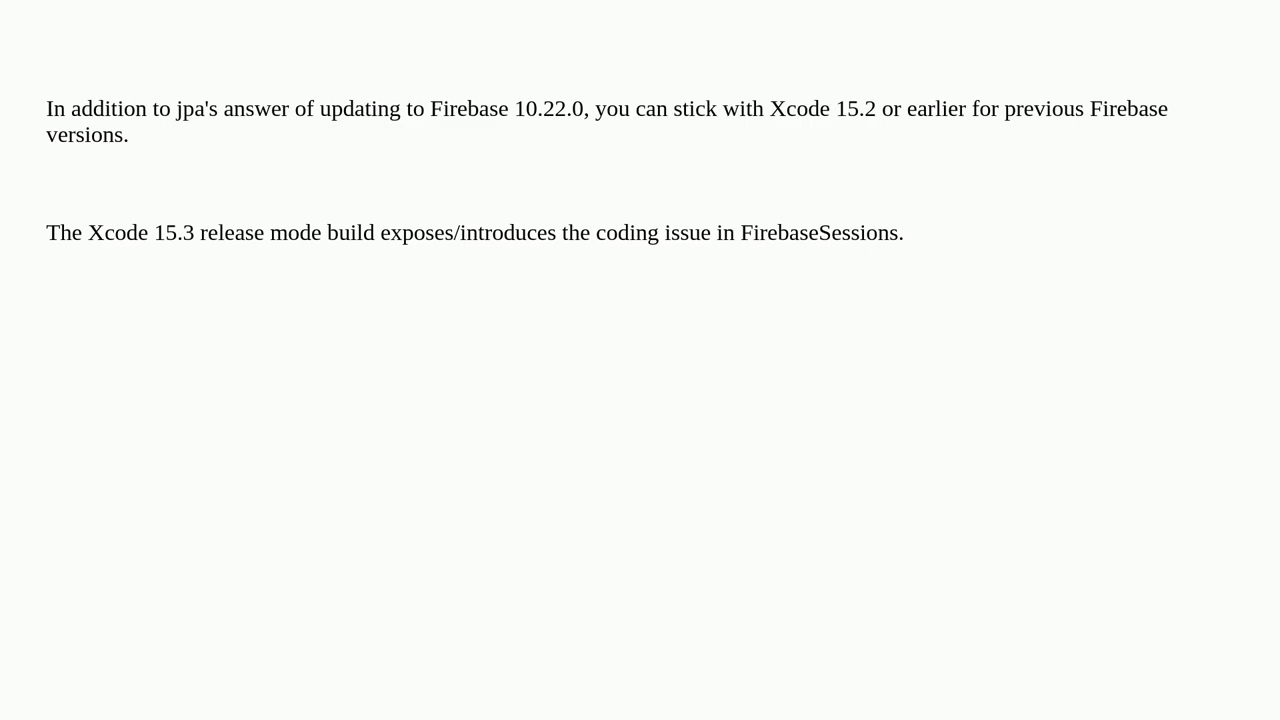 In addition to jpa's answer of updating to Firebase 10.22.0, you can stick with Xcode 15.2 or earlier for previous Firebase
versions.
The Xcode 15.3 release mode build exposes/introduces the coding issue in FirebaseSessions.